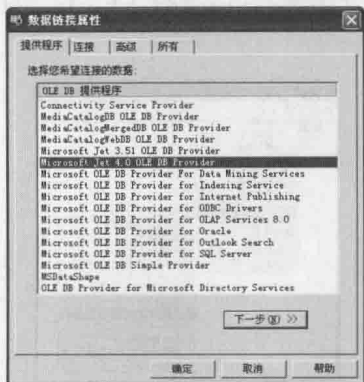 数据链接属性
提供程序 连接 高级 所有
选择您希望连接的数据:
OLE DB 提供程序
Connectivity Service Provider
MediaCatalogDB OLE DB Provider
MediaCatalogMergedDB OLE DB Provider
MediaCatalogWebDB OLE DB Provider
Microsoft Jet 3.51 OLE DB Provider
Microsoft Jet 4.0 OLE DB Provider
Microsoft OLE DB Provider For Data Mining Services
Microsoft OLE DB Provider for Indexing Service
Microsoft OLE DB Provider for Internet Publishing
Microsoft OLE DB Provider for ODBC Drivers
Microsoft OLE DB Provider for OLAP Services 8.0
Microsoft OLE DB Provider for Oracle
Microsoft OLE DB Provider for Outlook Search
Microsoft OLE DB Provider for SQL Server
Microsoft OLE DB Simple Provider
MSDataShape
OLE DB Provider for Microsoft Directory Services
下一步(N) >>
确定 取消 帮助